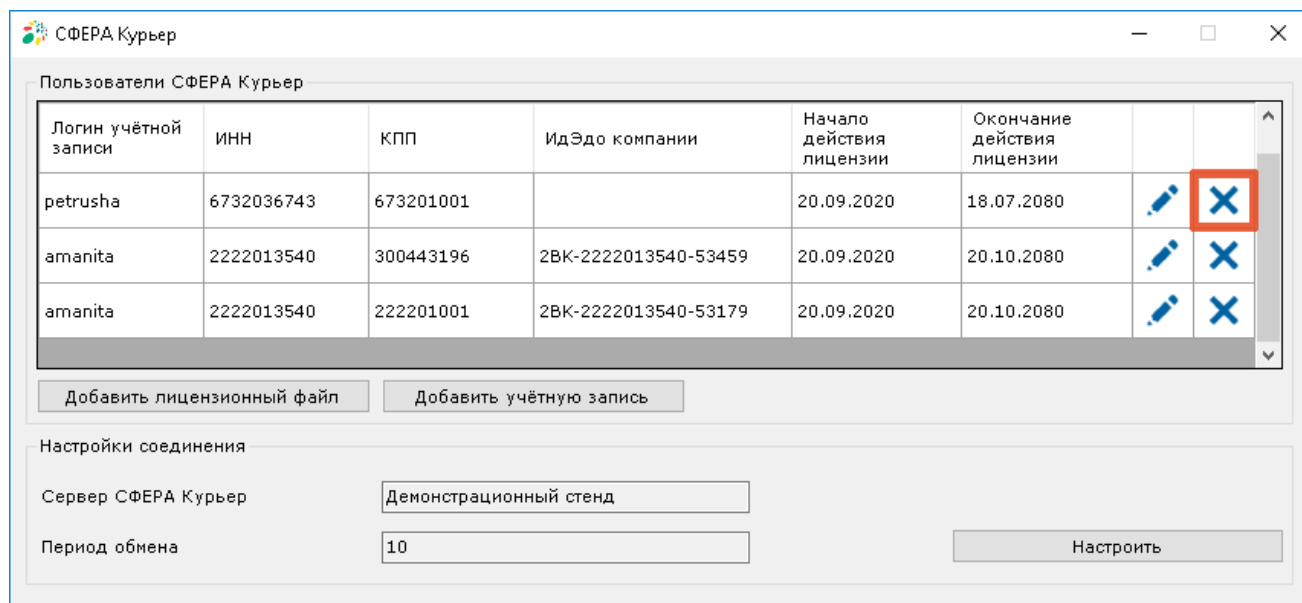 СФЕРА Курьер
Пользователи СФЕРА Курьер
Логин учётной записи ИНН КПП ИдЭдо компании Начало действия лицензии Окончание действия лицензии
petrusha 6732036743 673201001 20.09.2020 18.07.2080
amanita 2222013540 300443196 2BK-2222013540-53459 20.09.2020 20.10.2080
amanita 2222013540 222201001 2BK-2222013540-53179 20.09.2020 20.10.2080
Добавить лицензионный файл Добавить учётную запись
Настройки соединения
Сервер СФЕРА Курьер Демонстрационный стенд
Период обмена 10 Настроить